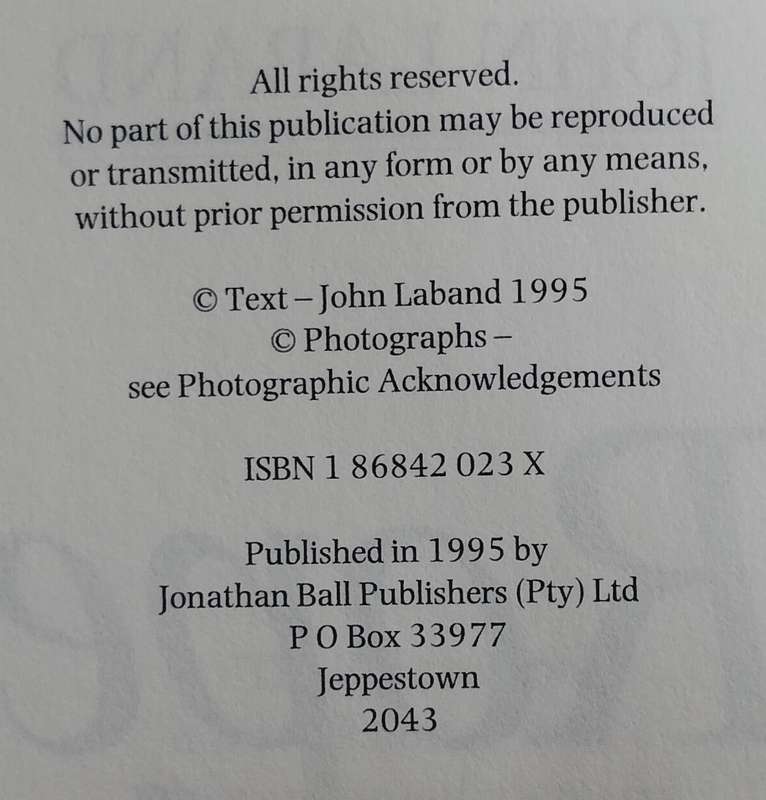 All rights reserved.
No part of this publication may be reproduced
or transmitted, in any form or by any means,
without prior permission from the publisher.
© Text – John Laband 1995
© Photographs –
see Photographic Acknowledgements
ISBN 1 86842 023 X
Published in 1995 by
Jonathan Ball Publishers (Pty) Ltd
P O Box 33977
Jeppestown
2043